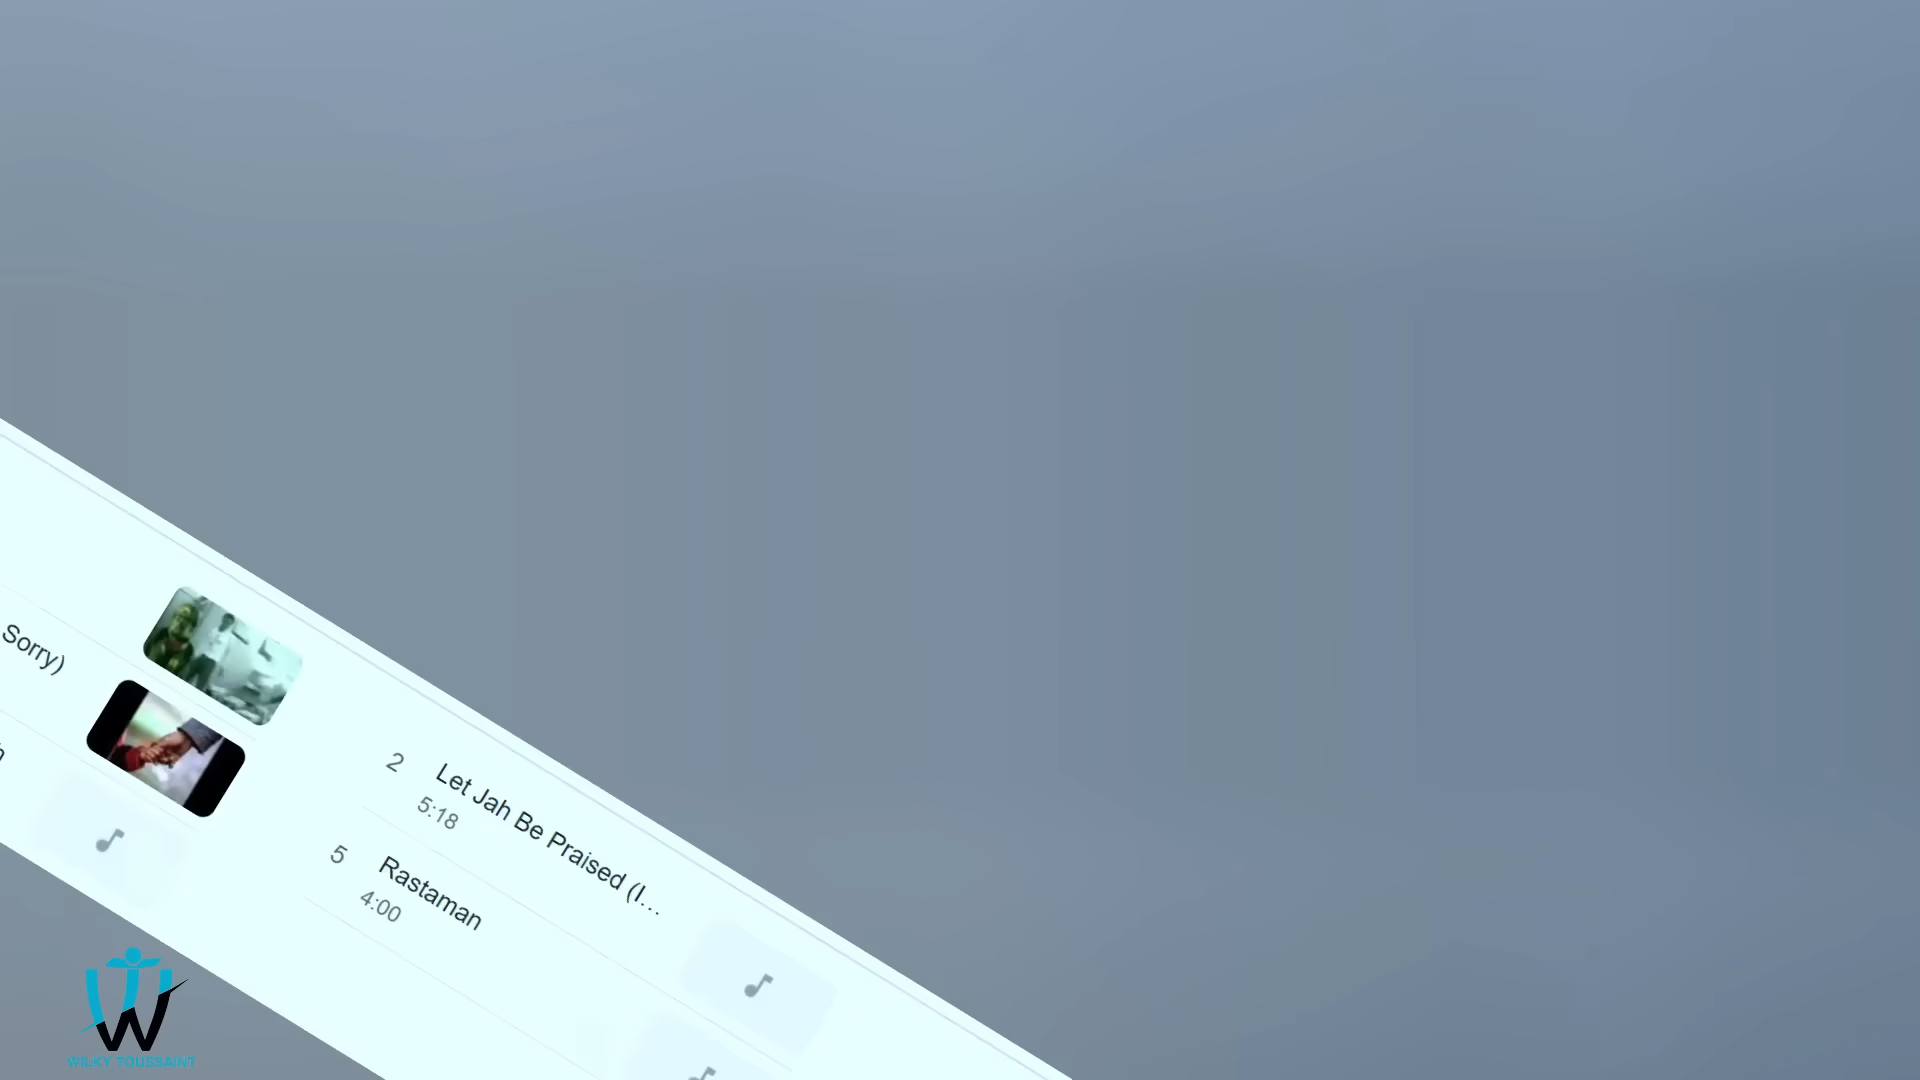 Sorry)
2 Let Jah Be Praised (I...
5:18
5 Rastaman
4:00
WILKY TOUSSAINT